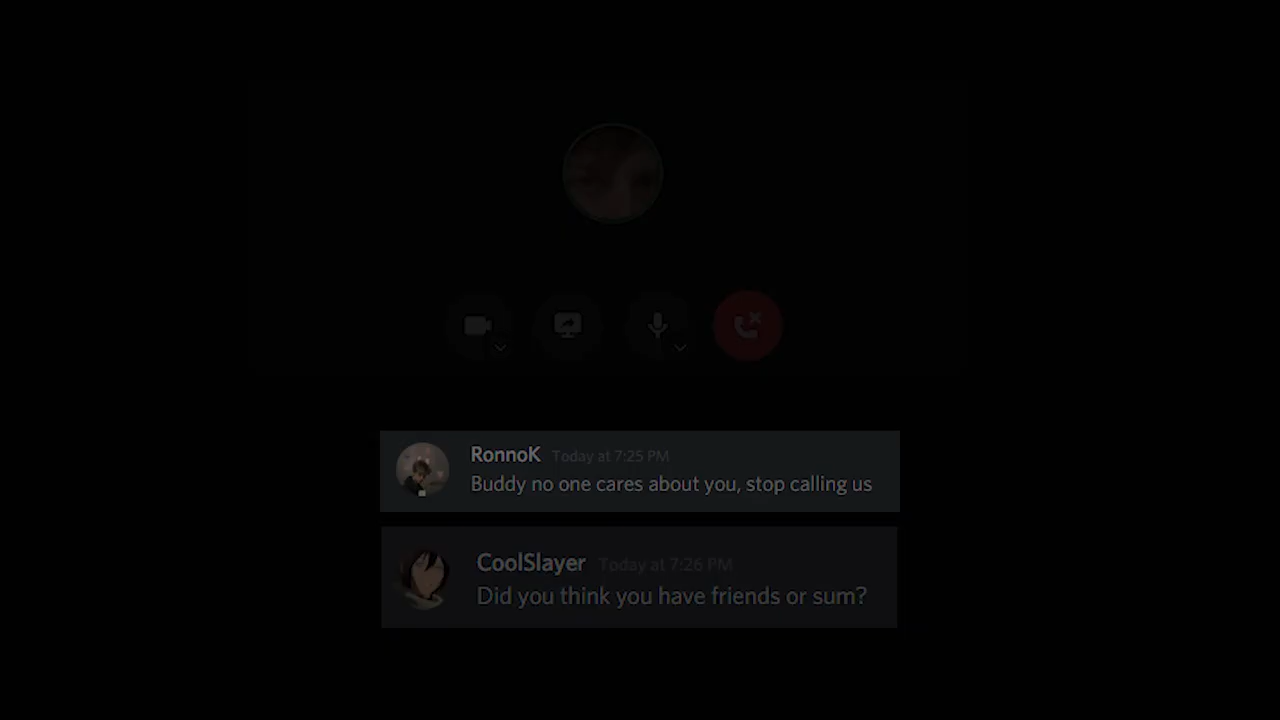 RonnoK Today at 7:25 PM
Buddy no one cares about you, stop calling us
CoolSlayer Today at 7:26 PM
Did you think you have friends or sum?